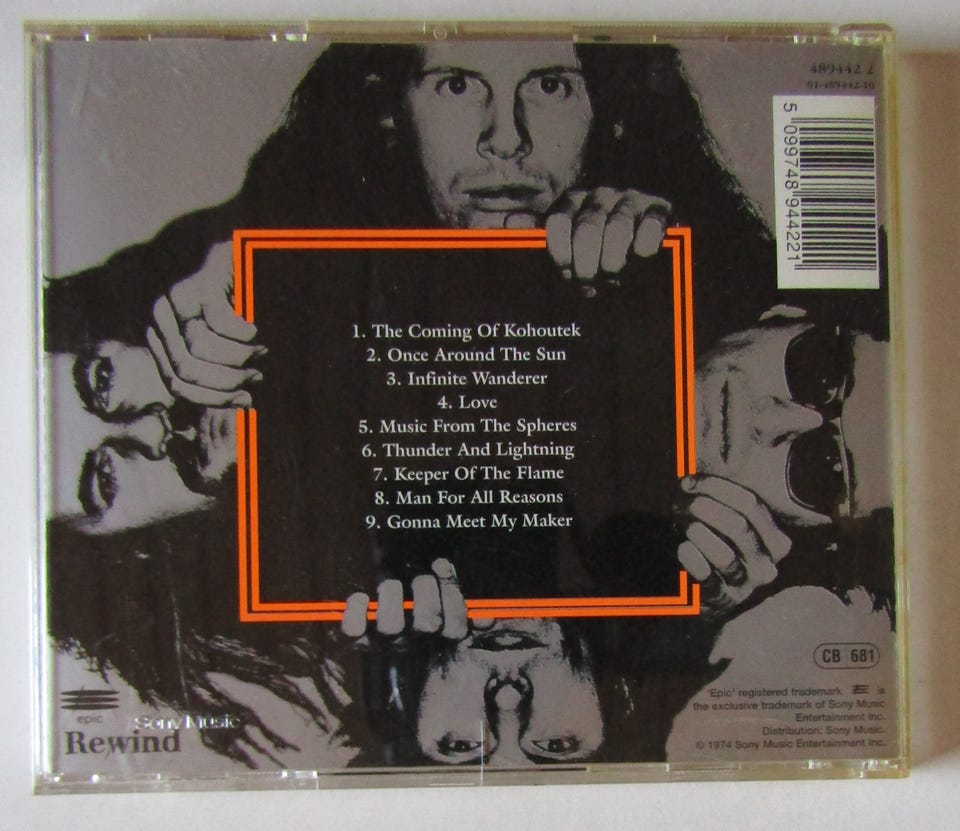 489442 2
01-489442-10
5 099748 944221
1. The Coming Of Kohoutek
2. Once Around The Sun
3. Infinite Wanderer
4. Love
5. Music From The Spheres
6. Thunder And Lightning
7. Keeper Of The Flame
8. Man For All Reasons
9. Gonna Meet My Maker
CB 681
'Epic' registered trademark is
the exclusive trademark of Sony Music
Entertainment Inc.
Distribution: Sony Music.
© 1974 Sony Music Entertainment Inc.
epic
Sony Music
Rewind